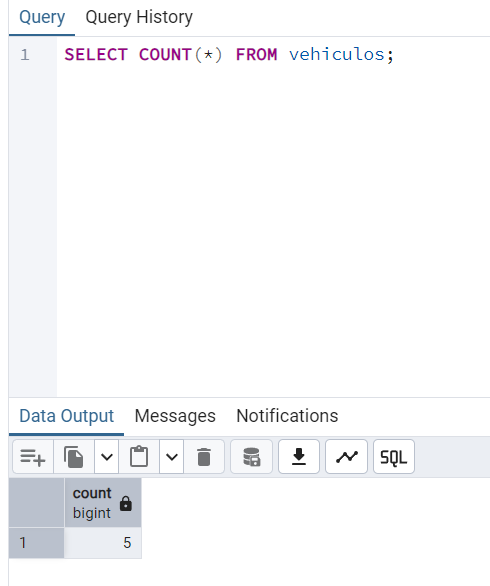 Query Query History
1 SELECT COUNT(*) FROM vehiculos;
Data Output Messages Notifications
SQL
count
bigint
1 5